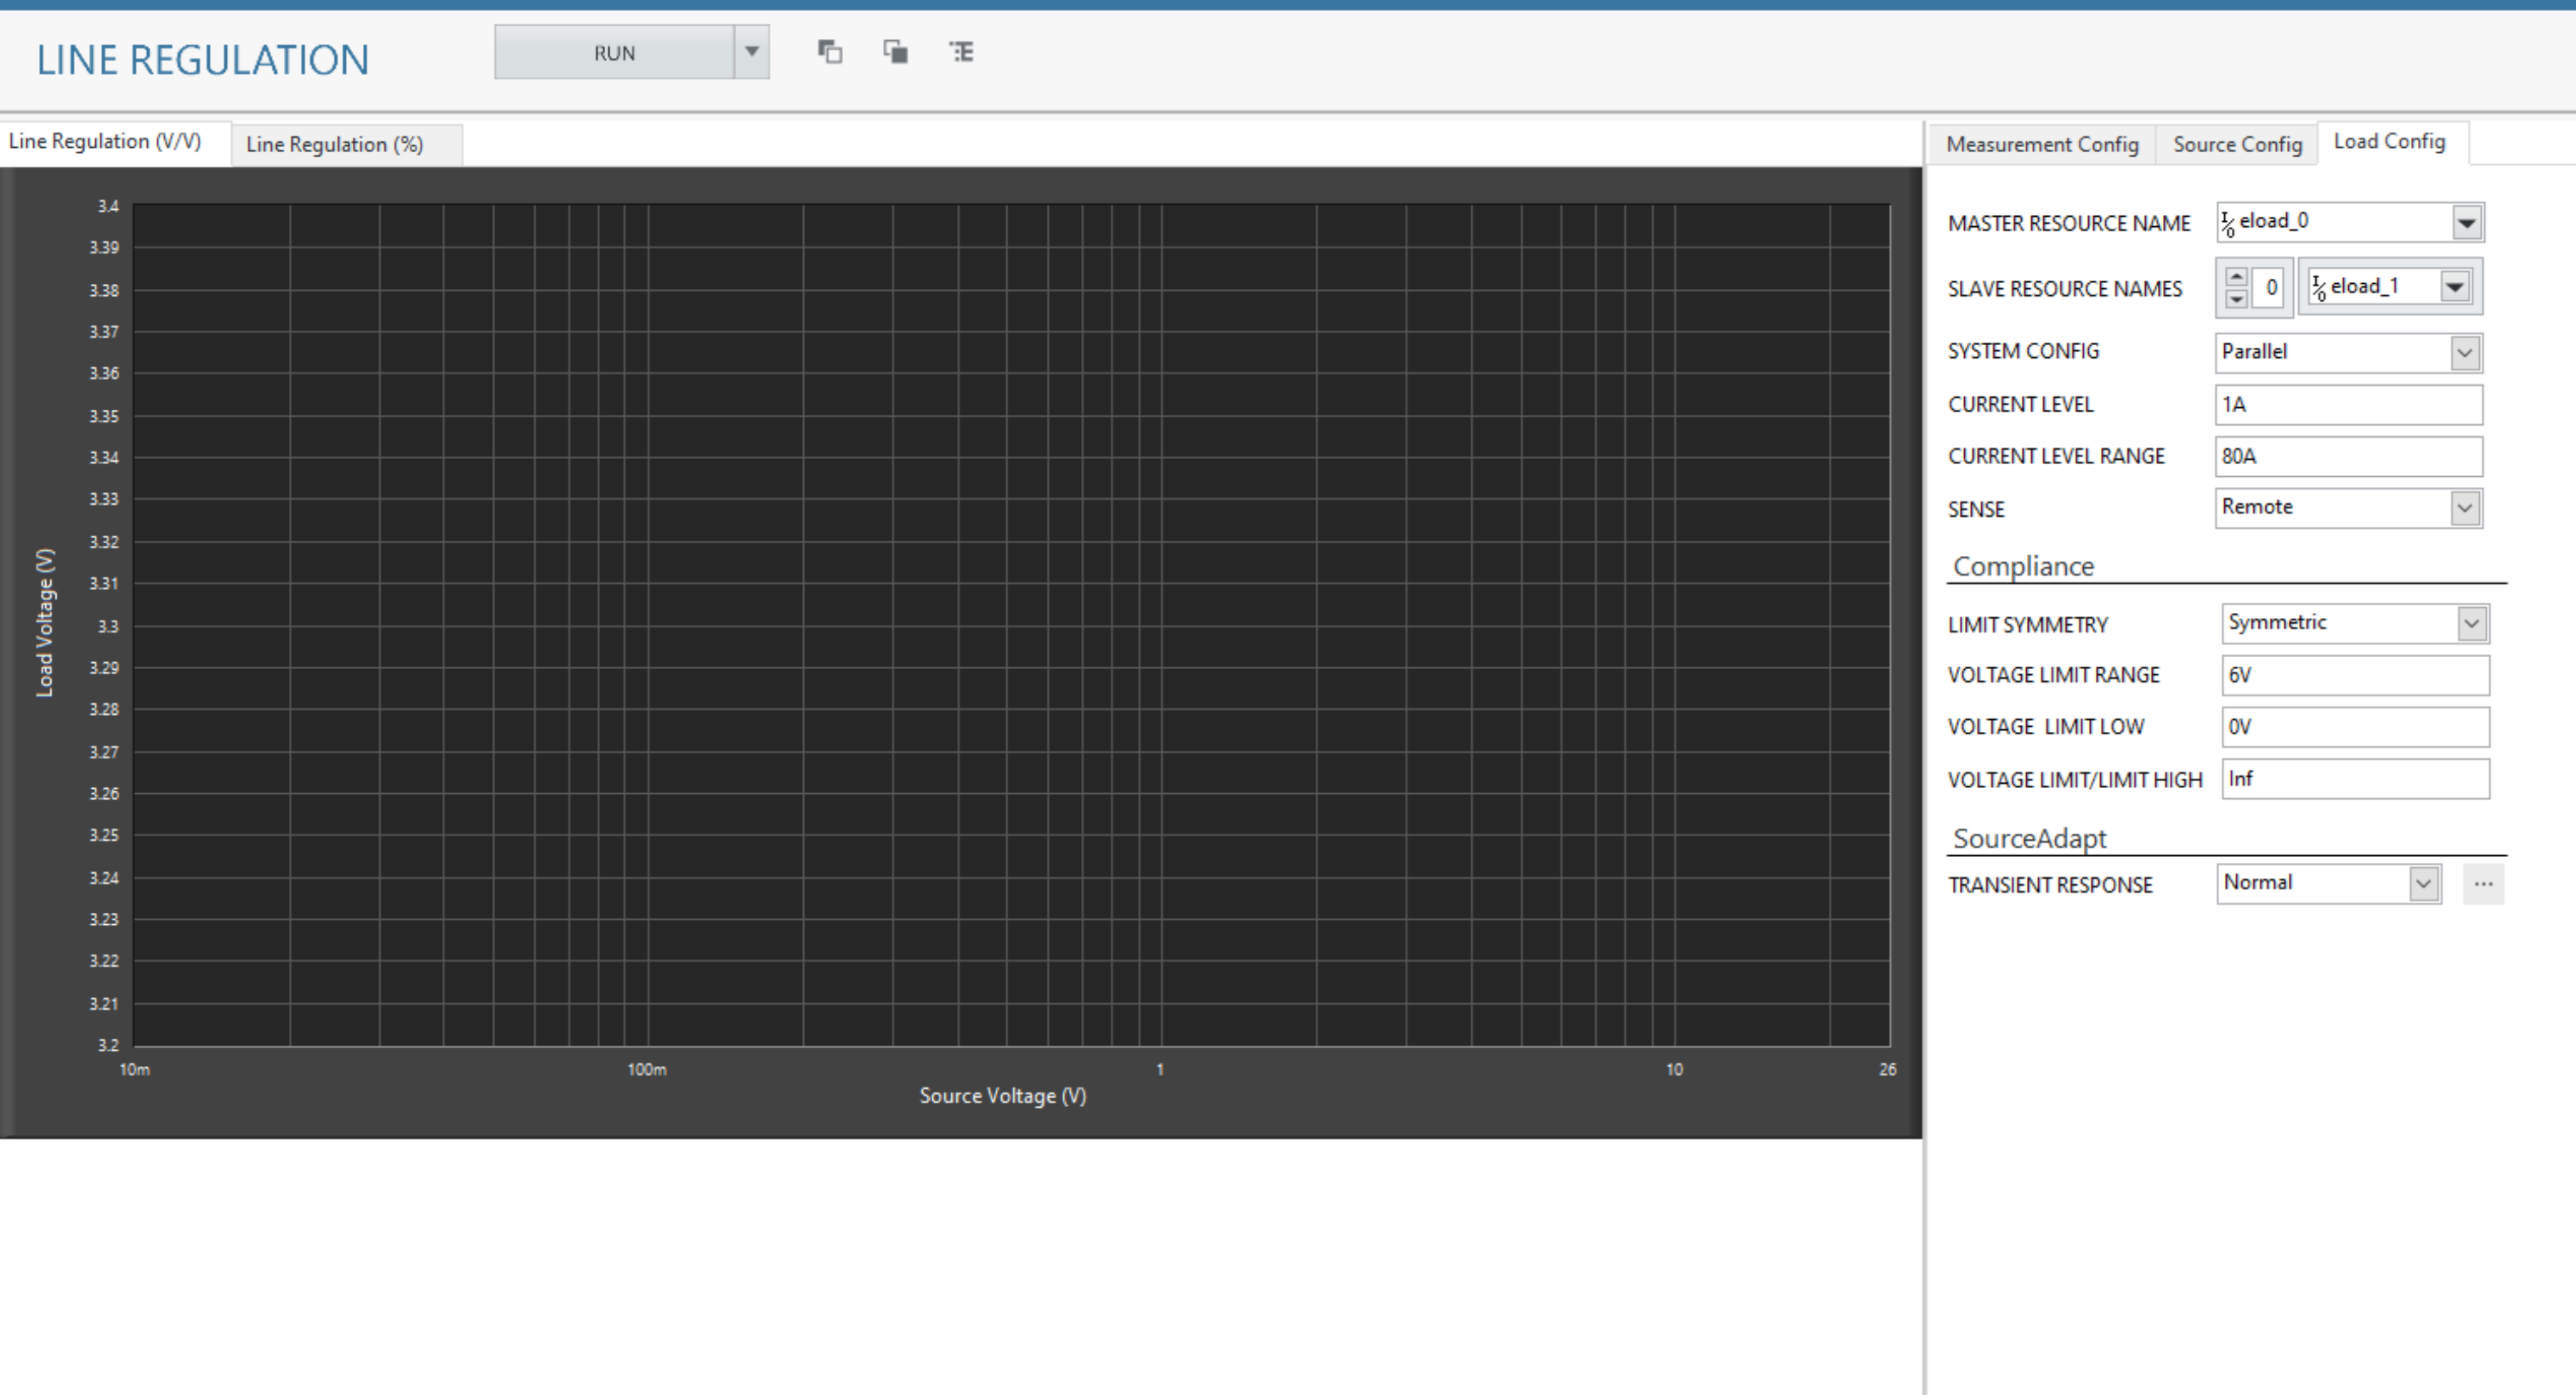 LINE REGULATION
RUN
Line Regulation (V/V)
Line Regulation (%)
3.4
3.39
3.38
3.37
3.36
3.35
3.34
3.33
3.32
3.31
3.3
3.29
3.28
3.27
3.26
3.25
3.24
3.23
3.22
3.21
3.2
Load Voltage (V)
10m 100m 1 10 26
Source Voltage (V)
Measurement Config
Source Config
Load Config
MASTER RESOURCE NAME eload_0
SLAVE RESOURCE NAMES 0 eload_1
SYSTEM CONFIG Parallel
CURRENT LEVEL 1A
CURRENT LEVEL RANGE 80A
SENSE Remote
Compliance
LIMIT SYMMETRY Symmetric
VOLTAGE LIMIT RANGE 6V
VOLTAGE LIMIT LOW 0V
VOLTAGE LIMIT/LIMIT HIGH Inf
SourceAdapt
TRANSIENT RESPONSE Normal ...